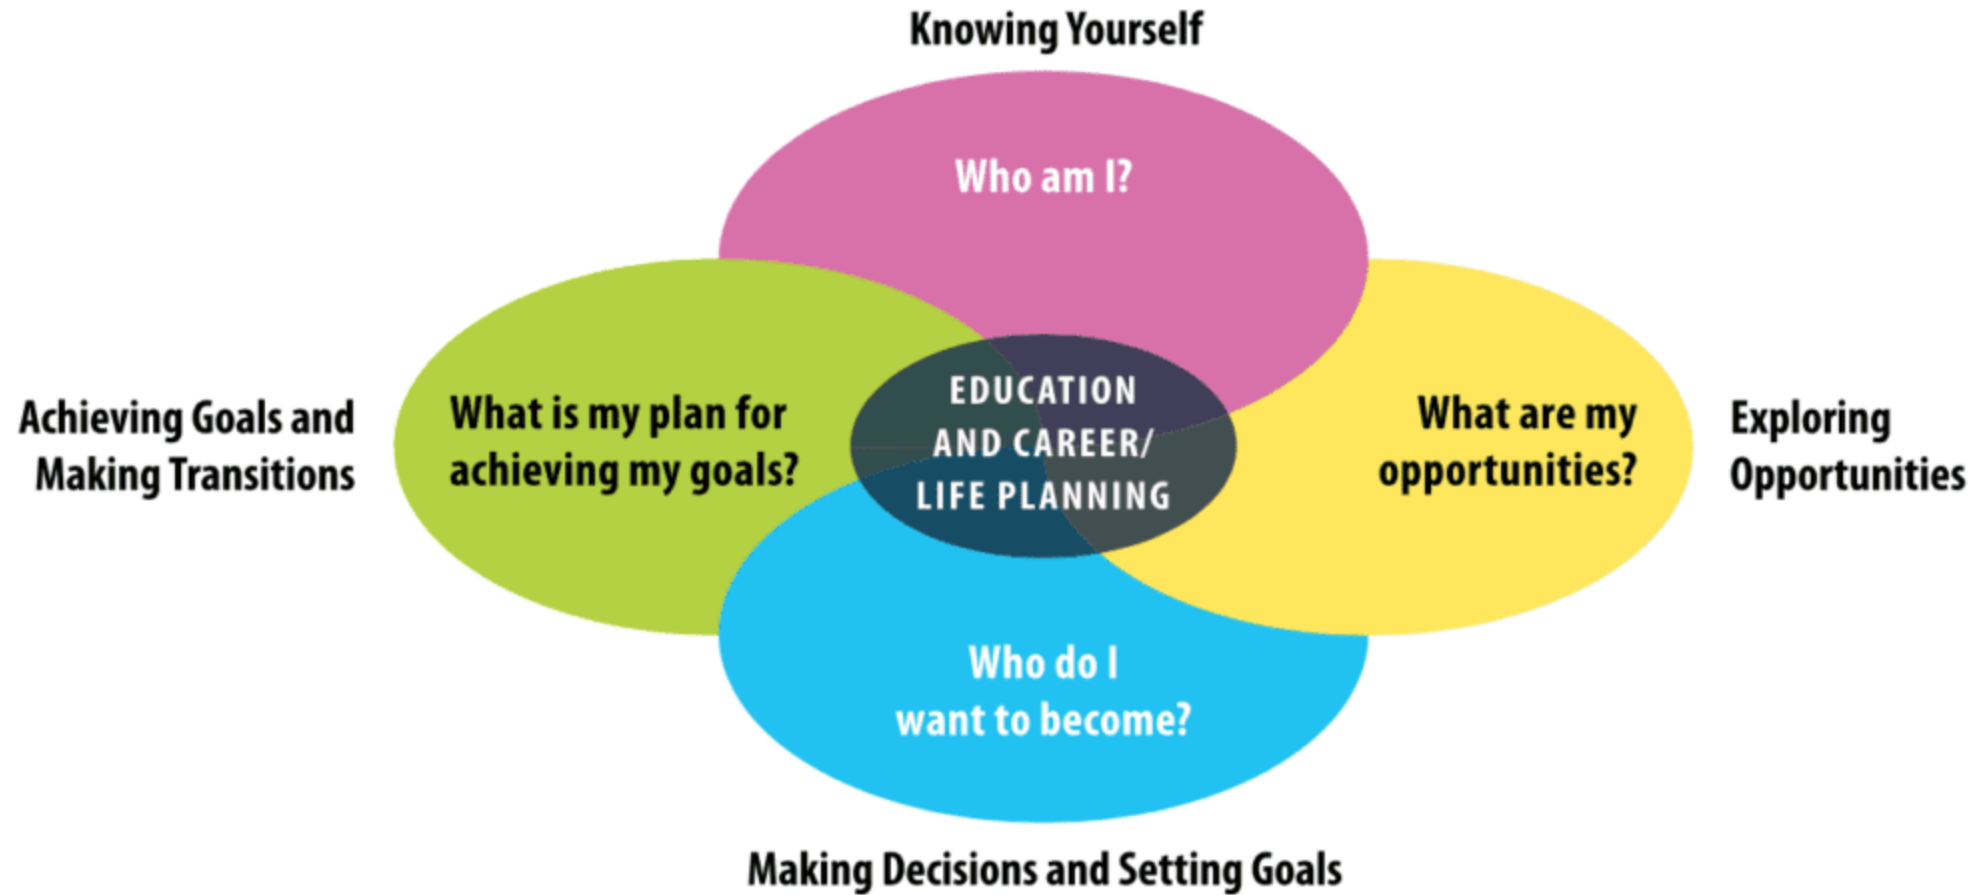 Knowing Yourself
Who am I?
Achieving Goals and
Making Transitions
What is my plan for
achieving my goals?
EDUCATION
AND CAREER/
LIFE PLANNING
What are my
opportunities?
Exploring
Opportunities
Who do I
want to become?
Making Decisions and Setting Goals